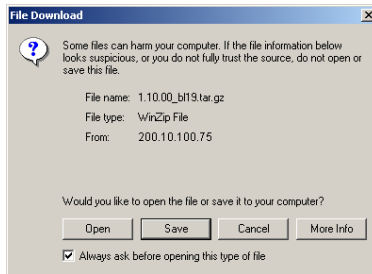 File Download
Some files can harm your computer. If the file information below
looks suspicious, or you do not fully trust the source, do not open or
save this file.
File name: 1.10.00_bl19.tar.gz
File type: WinZip File
From: 200.10.100.75
Would you like to open the file or save it to your computer?
Open Save Cancel More Info
Always ask before opening this type of file